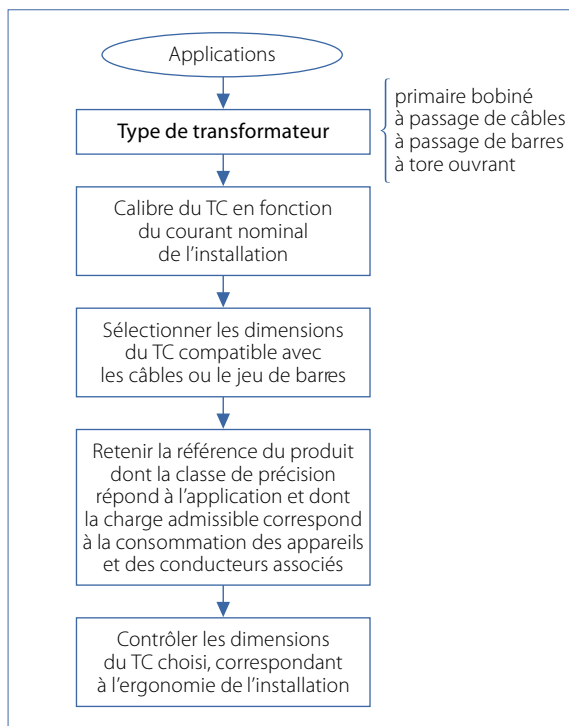 Applications
Type de transformateur
primaire bobiné
à passage de câbles
à passage de barres
à tore ouvrant
Calibre du TC en fonction
du courant nominal
de l'installation
Sélectionner les dimensions
du TC compatible avec
les câbles ou le jeu de barres
Retenir la référence du produit
dont la classe de précision
répond à l'application et dont
la charge admissible correspond
à la consommation des appareils
et des conducteurs associés
Contrôler les dimensions
du TC choisi, correspondant
à l'ergonomie de l'installation